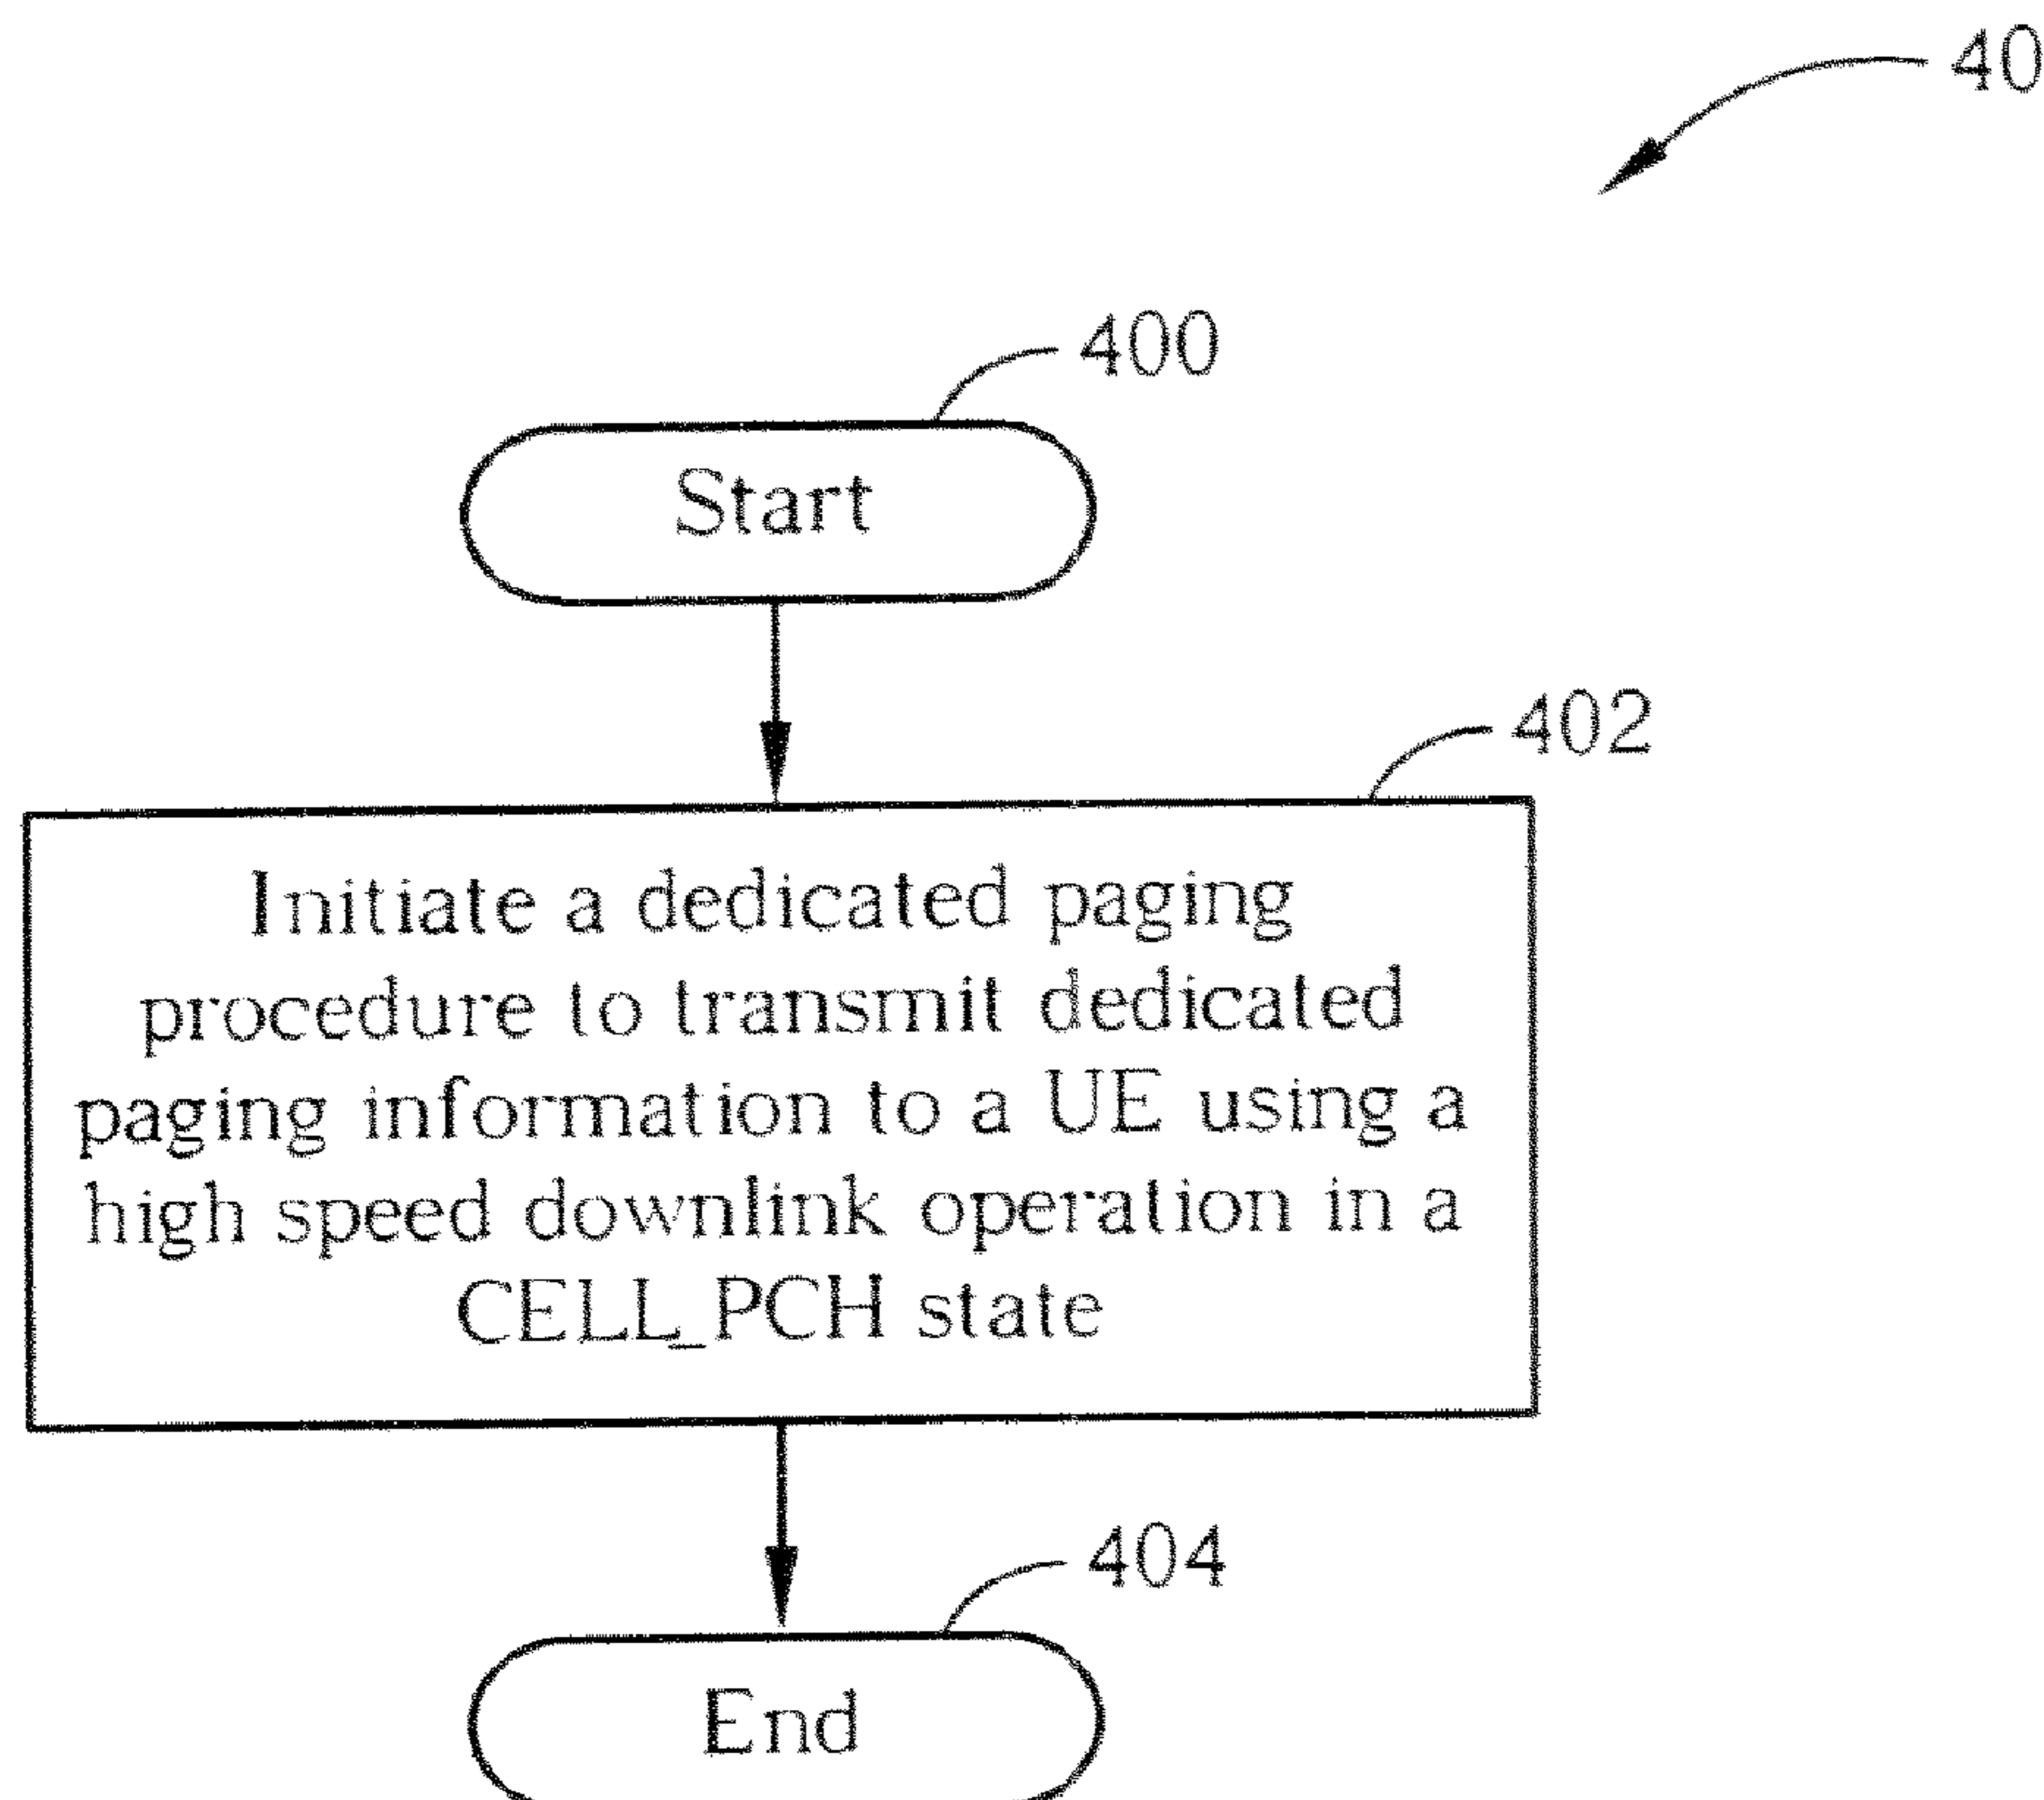 40
400
Start
402
Initiate a dedicated paging
procedure to transmit dedicated
paging information to a UE using a
high speed downlink operation in a
CELL_PCH state
404
End